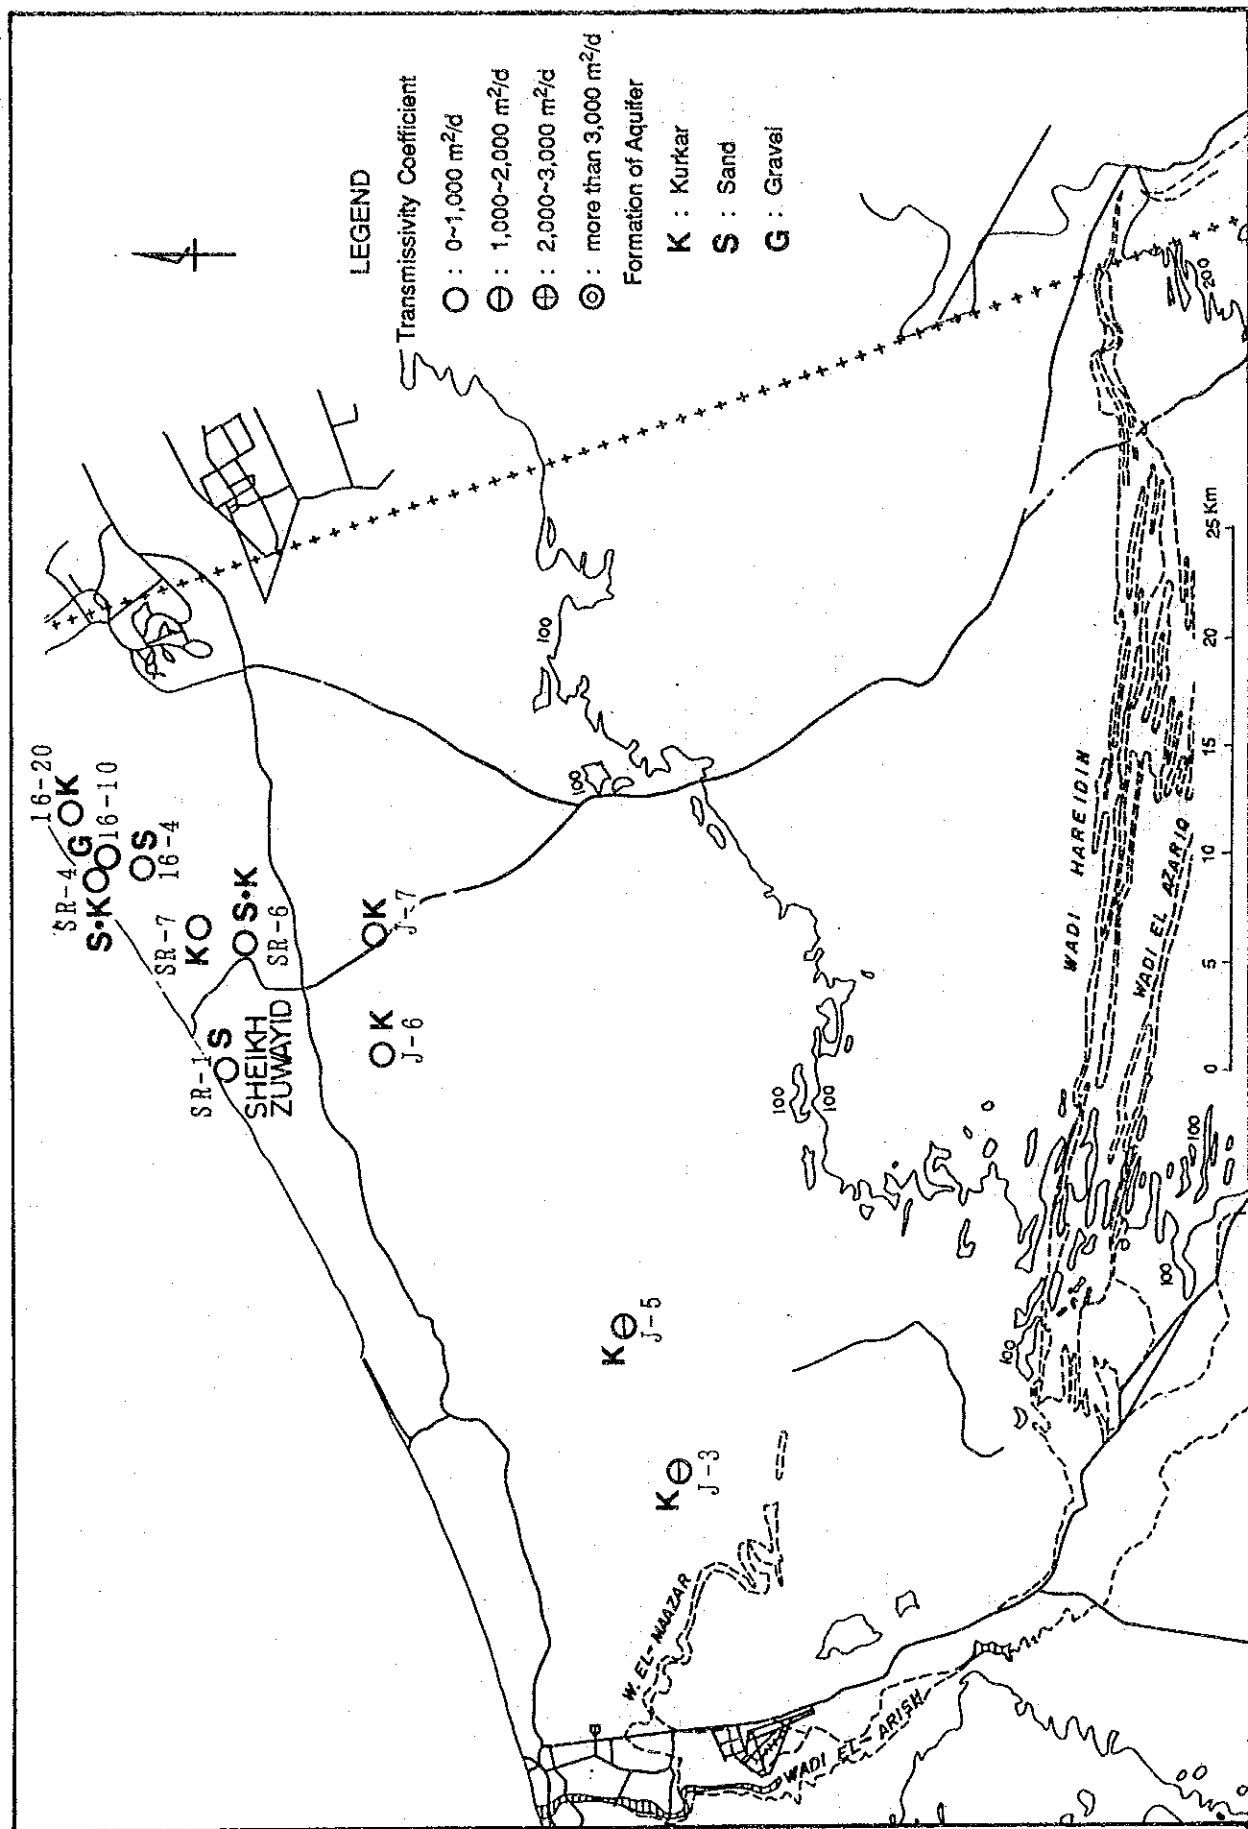 LEGEND
Transmissivity Coefficient
○ : 0~1,000 m²/d
⊖ : 1,000~2,000 m²/d
⊕ : 2,000~3,000 m²/d
◎ : more than 3,000 m²/d
Formation of Aquifer
K : Kurkar
S : Sand
G : Gravel
16-20
K
SR-4
G
S•K
16-10
S
16-4
SR-7
K
S•K
SR-6
SR-1
S
SHEIKH
ZUWAYID
K
J-7
K
J-6
K
J-5
K
J-3
100
100
100
100
100
100
100
200
W. EL-MAAZAR
WADI EL-ARISH
WADI HAREIDIN
WADI EL AZARIQ
0 5 10 15 20 25 Km